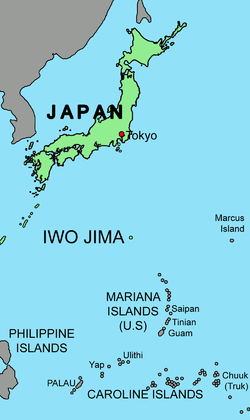 JAPAN
Tokyo
Marcus
Island
IWO JIMA
MARIANA
ISLANDS
(U.S)
Saipan
Tinian
Guam
PHILIPPINE
ISLANDS
Ulithi
Yap
PALAU
CAROLINE ISLANDS
Chuuk
(Truk)